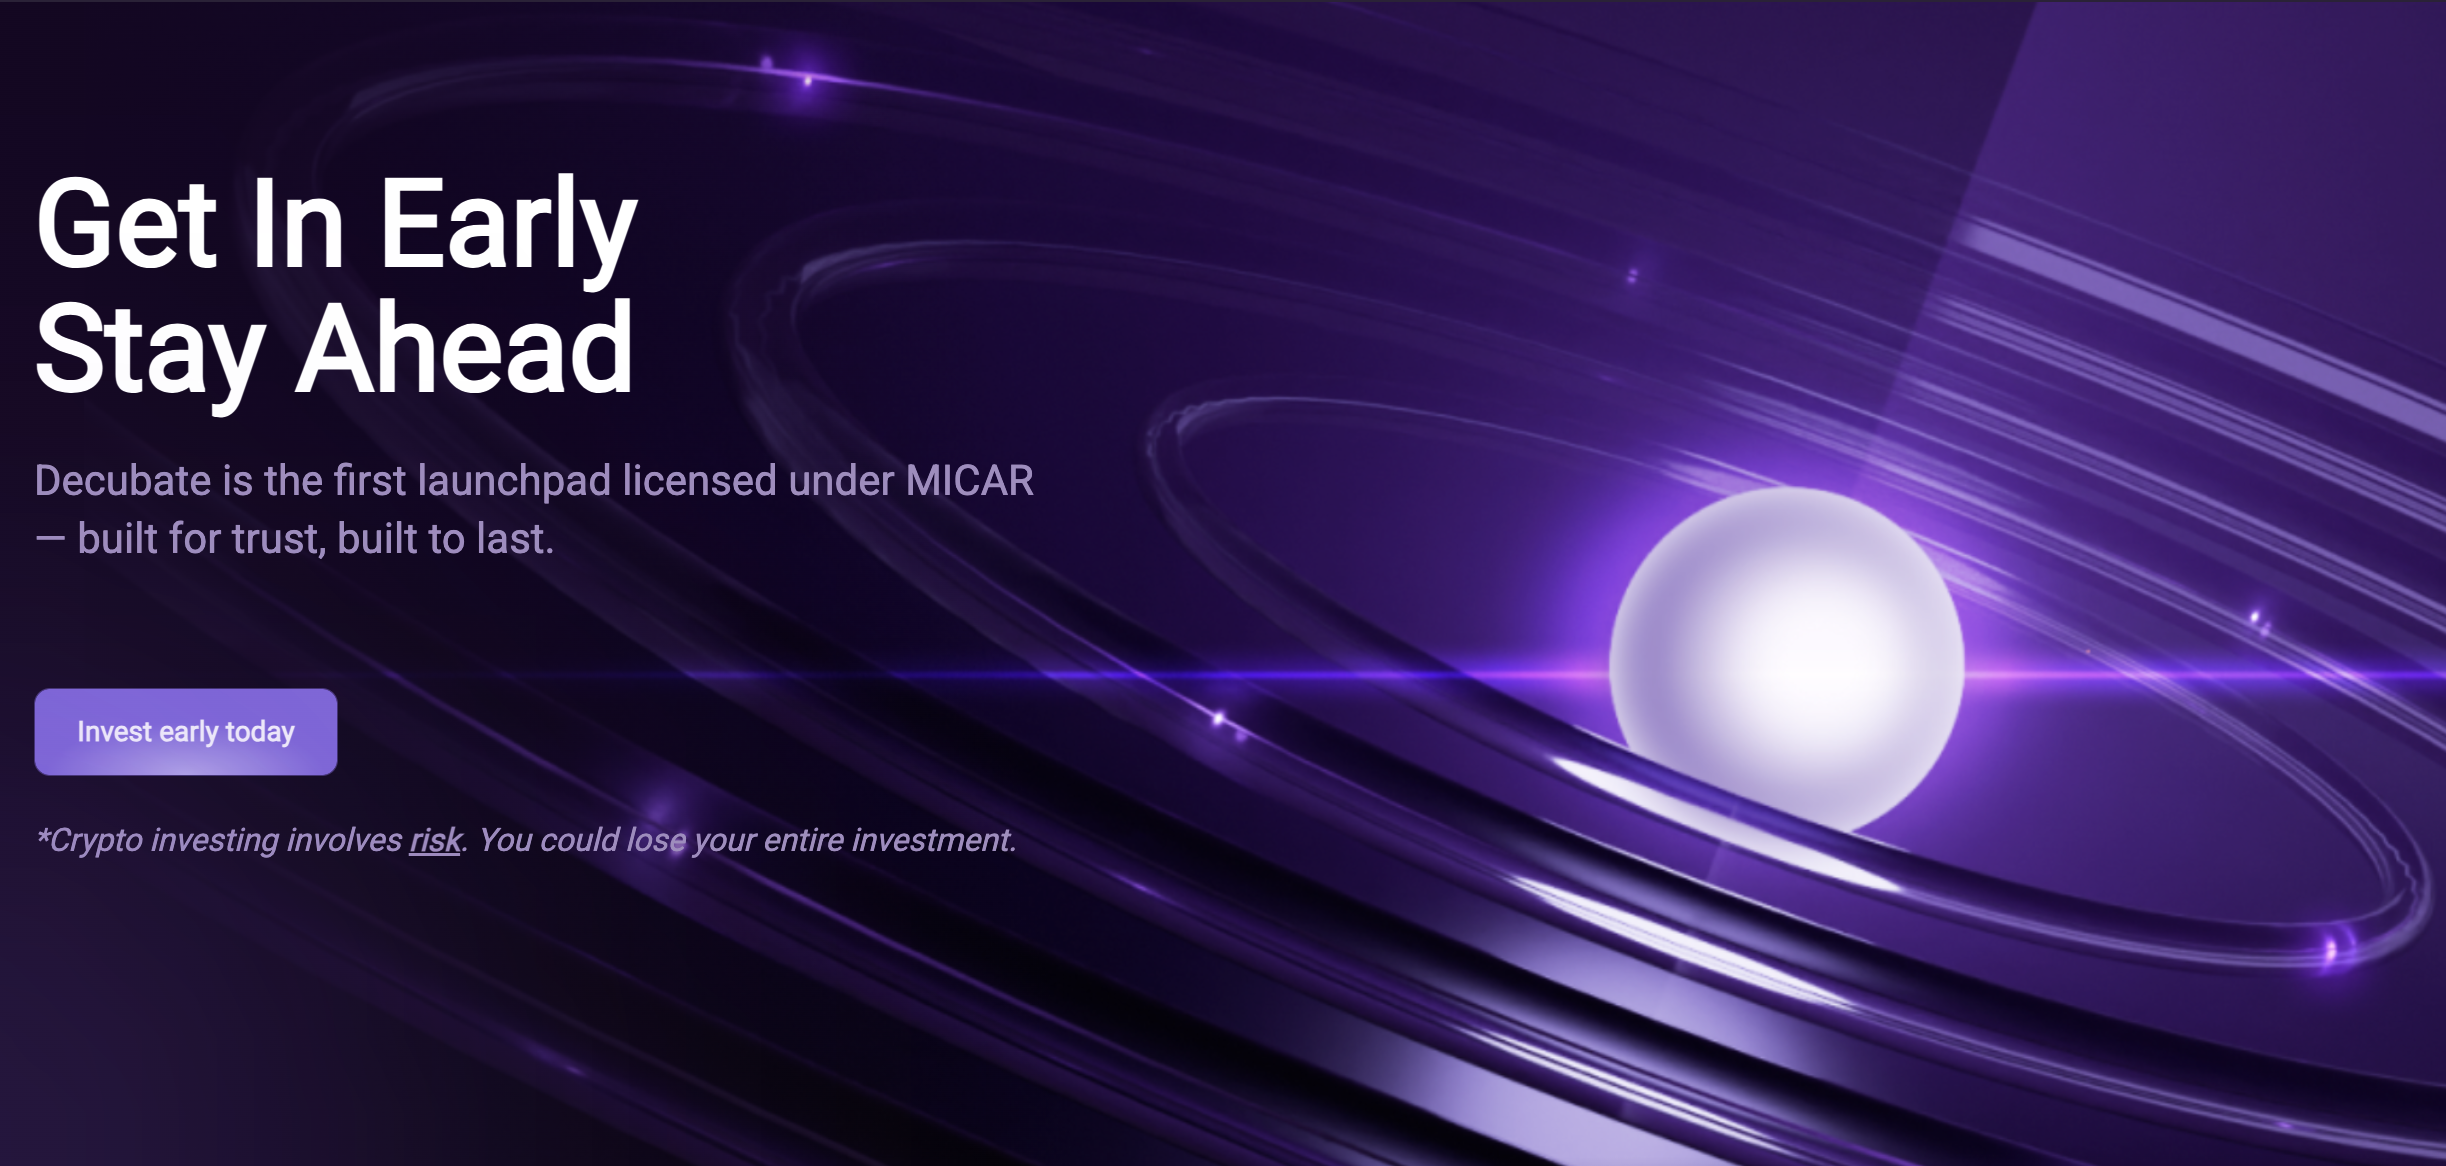 Get In Early
Stay Ahead
Decubate is the first launchpad licensed under MICAR
— built for trust, built to last.
Invest early today
*Crypto investing involves risk. You could lose your entire investment.